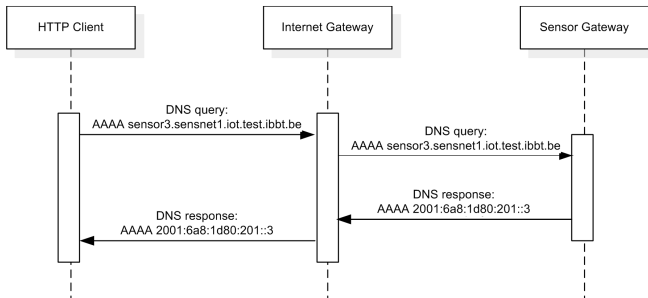 HTTP Client
Internet Gateway
Sensor Gateway
DNS query:
AAAA sensor3.sensnet1.iot.test.ibbt.be
DNS query:
AAAA sensor3.sensnet1.iot.test.ibbt.be
DNS response:
AAAA 2001:6a8:1d80:201::3
DNS response:
AAAA 2001:6a8:1d80:201::3